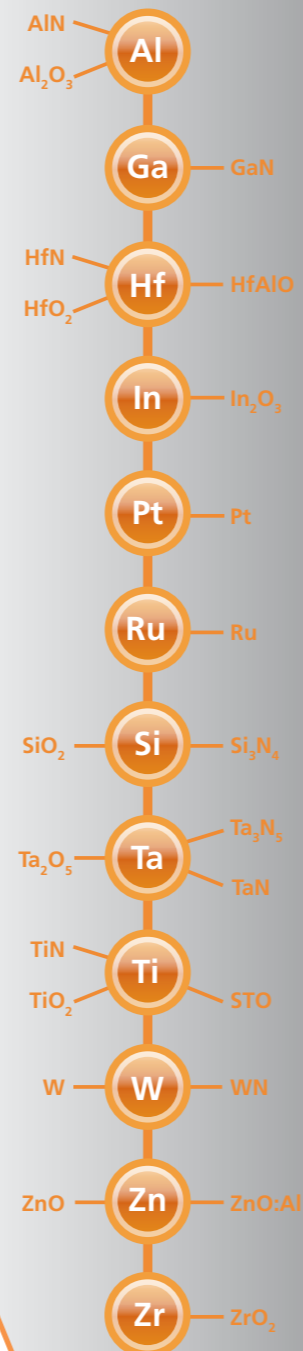 AlN
Al
Al₂O₃
Ga GaN
HfN
Hf HfAlO
HfO₂
In In₂O₃
Pt Pt
Ru Ru
SiO₂ Si Si₃N₄
Ta₃N₅
Ta₂O₅ Ta
TaN
TiN
Ti
TiO₂ STO
W W WN
ZnO Zn ZnO:Al
Zr ZrO₂